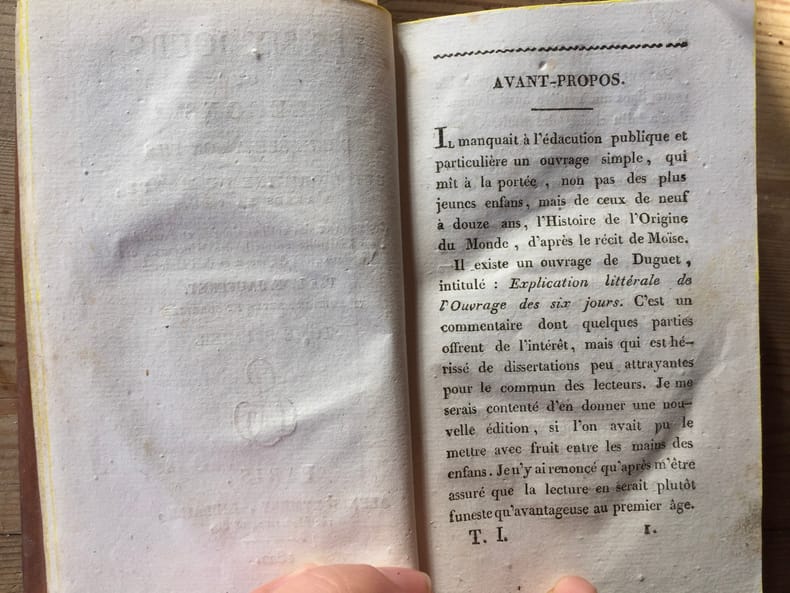 AVANT-PROPOS.
IL manquait à l'édacution publique et
particulière un ouvrage simple, qui
mît à la portée, non pas des plus
jeunes enfans, mais de ceux de neuf
à douze ans, l'Histoire de l'Origine
du Monde, d'après le récit de Moïse.
—Il existe un ouvrage de Duguet,
intitulé : Explication littérale de
l'Ouvrage des six jours. C'est un
commentaire dont quelques parties
offrent de l'intérêt, mais qui est hé-
rissé de dissertations peu attrayantes
pour le commun des lecteurs. Je me
serais contenté d'en donner une nou-
velle édition, si l'on avait pu le
mettre avec fruit entre les mains des
enfans. Je n'y ai renoncé qu'après m'être
assuré que la lecture en serait plutôt
funeste qu'avantageuse au premier âge.
T. I. 1.